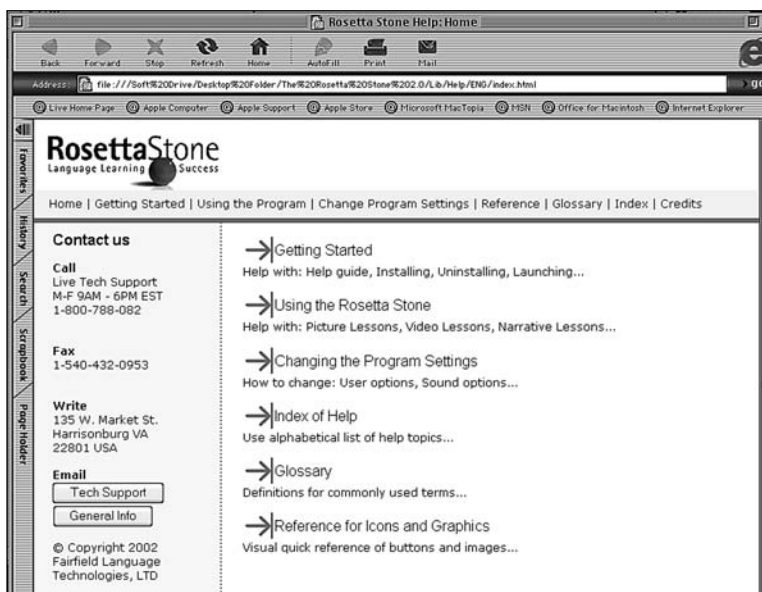 Rosetta Stone Help: Home
Back Forward Stop Refresh Home AutoFill Print Mail
Address: file:///Soft%20Drive/Desktop%20Folder/The%20Rosetta%20Stone%202.0/Lib/Help/ENG/index.html go
Live Home Page Apple Computer Apple Support Apple Store Microsoft MacTopia MSN Office for Macintosh Internet Explorer
Favorites
History
Search
Scrapbook
Page Holder
RosettaStone
Language Learning Success
Home | Getting Started | Using the Program | Change Program Settings | Reference | Glossary | Index | Credits
Contact us
Call
Live Tech Support
M-F 9AM - 6PM EST
1-800-788-082
Fax
1-540-432-0953
Write
135 W. Market St.
Harrisonburg VA
22801 USA
Email
Tech Support
General Info
© Copyright 2002
Fairfield Language
Technologies, LTD
Getting Started
Help with: Help guide, Installing, Uninstalling, Launching...
Using the Rosetta Stone
Help with: Picture Lessons, Video Lessons, Narrative Lessons...
Changing the Program Settings
How to change: User options, Sound options...
Index of Help
Use alphabetical list of help topics...
Glossary
Definitions for commonly used terms...
Reference for Icons and Graphics
Visual quick reference of buttons and images...